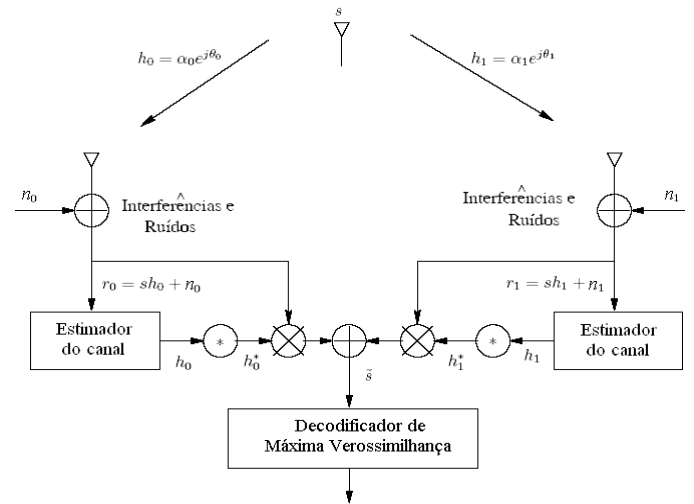 s
h₀ = α₀e^{jθ₀}
h₁ = α₁e^{jθ₁}
n₀
Interferências e
Ruídos
Interferências e
Ruídos
n₁
r₀ = sh₀ + n₀
r₁ = sh₁ + n₁
Estimador
do canal
h₀
*
h₀*
h₁*
*
h₁
Estimador
do canal
s̃
Decodificador de
Máxima Verossimilhança